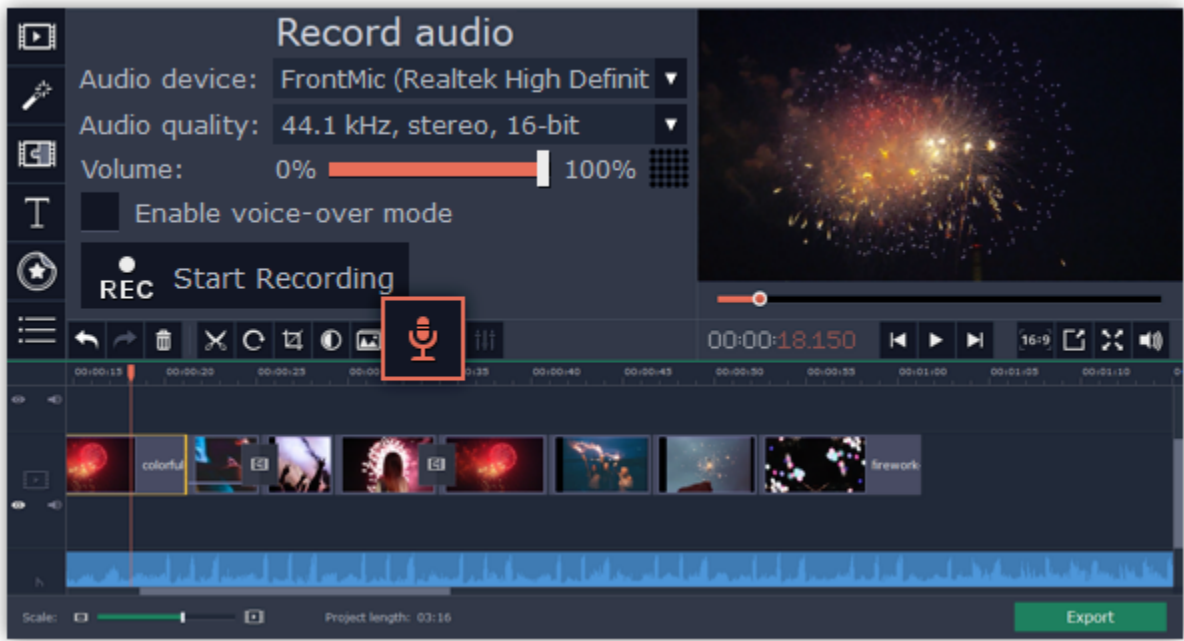 Record audio
Audio device: FrontMic (Realtek High Definit
Audio quality: 44.1 kHz, stereo, 16-bit
Volume: 0% 100%
Enable voice-over mode
REC Start Recording
T
00:00:18.150
16:9
00:00:15 00:00:20 00:00:25 00:00 :35 00:00:40 00:00:45 00:00:50 00:00:55 00:01:00 00:01:05 00:01:10 0
colorful
firework
Scale:
Project length: 03:16
Export